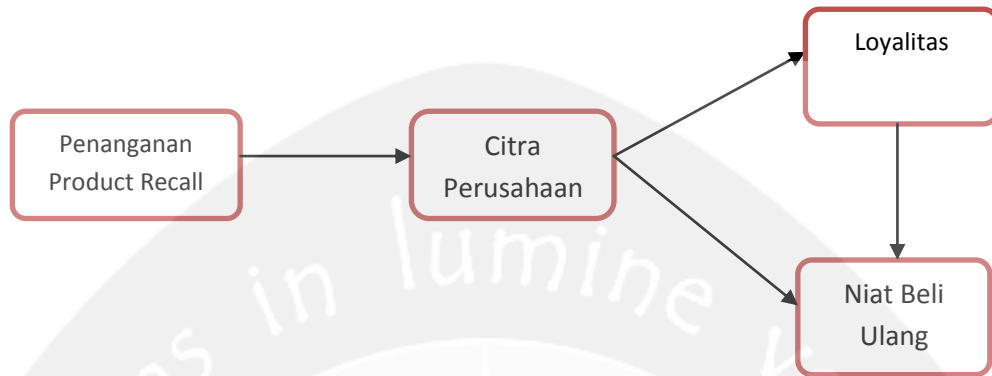 Loyalitas
Penanganan
Product Recall
Citra
Perusahaan
Niat Beli
Ulang
in lumine